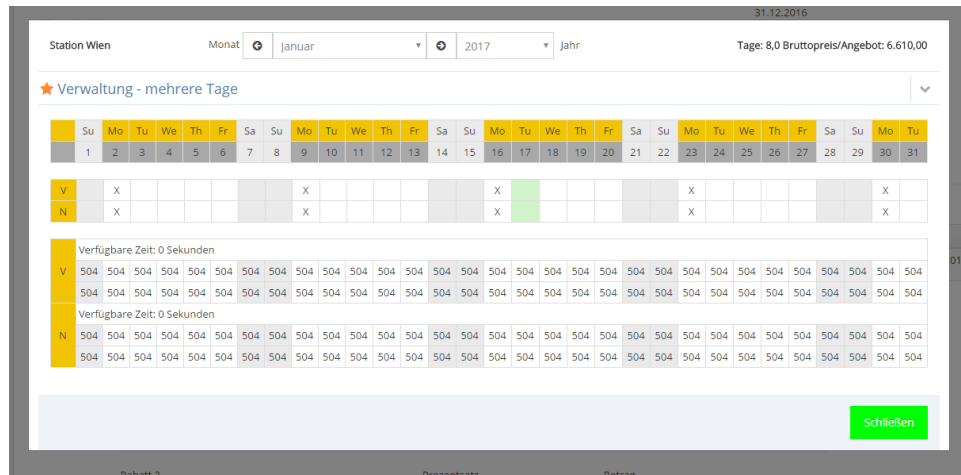 31.12.2016
Station Wien Monat Januar 2017 Jahr Tage: 8,0 Bruttopreis/Angebot: 6.610,00
Verwaltung - mehrere Tage
Su Mo Tu We Th Fr Sa Su Mo Tu We Th Fr Sa Su Mo Tu We Th Fr Sa Su Mo Tu We Th Fr Sa Su Mo Tu
1 2 3 4 5 6 7 8 9 10 11 12 13 14 15 16 17 18 19 20 21 22 23 24 25 26 27 28 29 30 31
V X X X X X
N X X X X X
Verfügbare Zeit: 0 Sekunden
V 504 504 504 504 504 504 504 504 504 504 504 504 504 504 504 504 504 504 504 504 504 504 504 504 504 504 504 504 504 504 504
504 504 504 504 504 504 504 504 504 504 504 504 504 504 504 504 504 504 504 504 504 504 504 504 504 504 504 504 504 504 504
Verfügbare Zeit: 0 Sekunden
N 504 504 504 504 504 504 504 504 504 504 504 504 504 504 504 504 504 504 504 504 504 504 504 504 504 504 504 504 504 504 504
504 504 504 504 504 504 504 504 504 504 504 504 504 504 504 504 504 504 504 504 504 504 504 504 504 504 504 504 504 504 504
Schließen
Rabatt 2 Prozentsatz Betrag